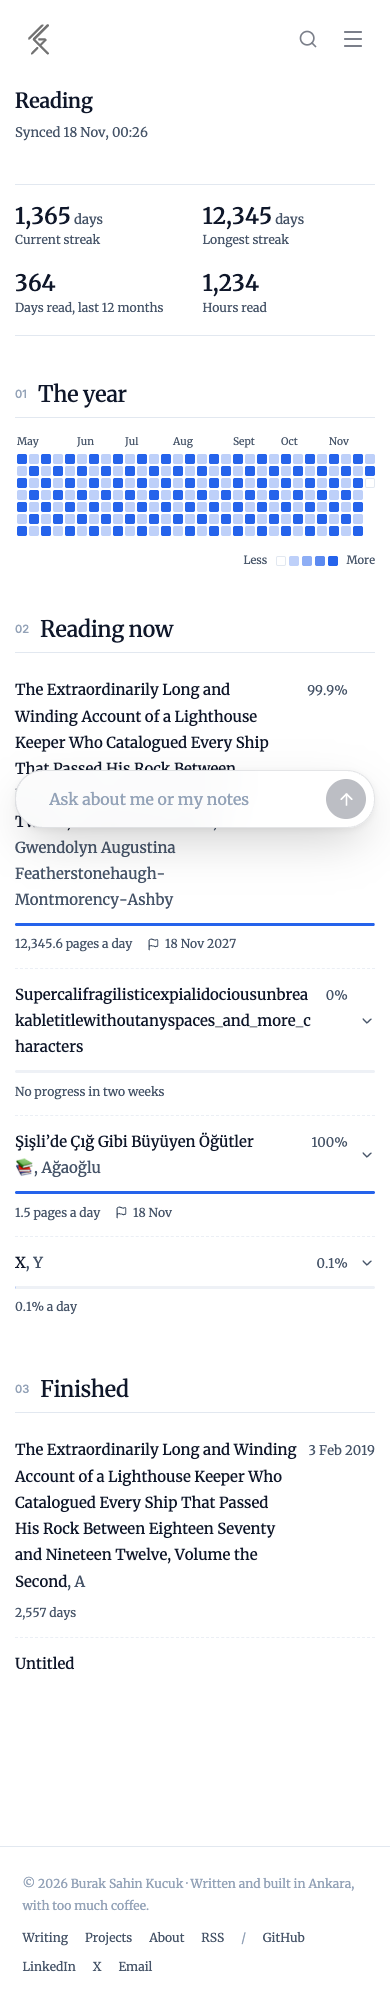 Reading
Synced 18 Nov, 00:26
1,365 days
Current streak
12,345 days
Longest streak
364
Days read, last 12 months
1,234
Hours read
01 The year
May Jun Jul Aug Sept Oct Nov
Less More
02 Reading now
The Extraordinarily Long and 99.9%
Winding Account of a Lighthouse
Keeper Who Catalogued Every Ship
That Passed His Rock Between
Ask about me or my notes
Gwendolyn Augustina
Featherstonehaugh-
Montmorency-Ashby
12,345.6 pages a day 18 Nov 2027
Supercalifragilisticexpialidociousunbrea 0%
kabletitlewithoutanyspaces_and_more_c
haracters
No progress in two weeks
Şişli’de Çığ Gibi Büyüyen Öğütler 100%
📚, Ağaoğlu
1.5 pages a day 18 Nov
X, Y 0.1%
0.1% a day
03 Finished
The Extraordinarily Long and Winding 3 Feb 2019
Account of a Lighthouse Keeper Who
Catalogued Every Ship That Passed
His Rock Between Eighteen Seventy
and Nineteen Twelve, Volume the
Second, A
2,557 days
Untitled
© 2026 Burak Sahin Kucuk · Written and built in Ankara,
with too much coffee.
Writing Projects About RSS / GitHub
LinkedIn X Email